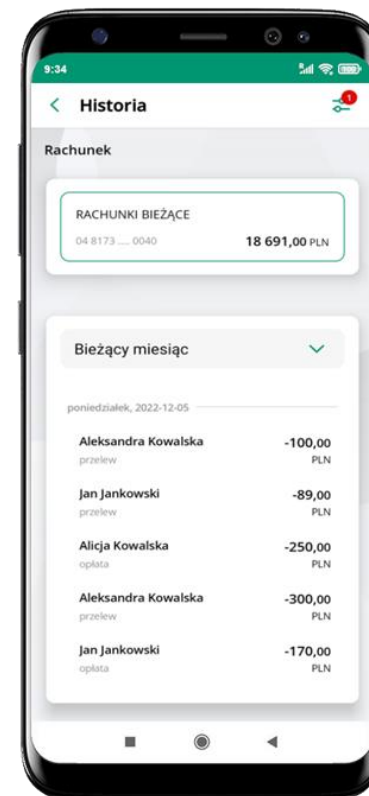 9:34
Historia
1
Rachunek
RACHUNKI BIEŻĄCE
04 8173 .... 0040 18 691,00 PLN
Bieżący miesiąc
poniedziałek, 2022-12-05
Aleksandra Kowalska -100,00
przelew PLN
Jan Jankowski -89,00
przelew PLN
Alicja Kowalska -250,00
opłata PLN
Aleksandra Kowalska -300,00
przelew PLN
Jan Jankowski -170,00
opłata PLN